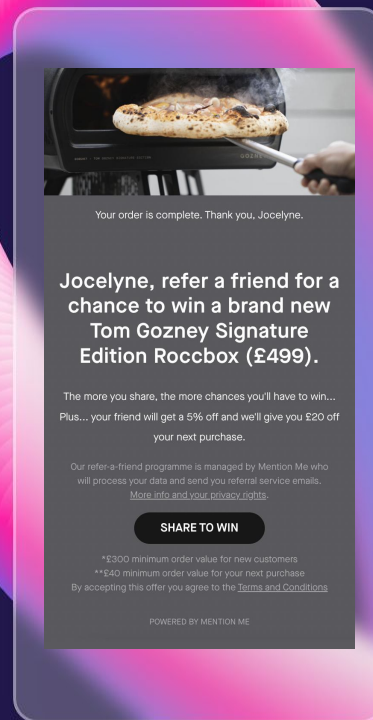 GOZNEY
Your order is complete. Thank you, Jocelyne.
Jocelyne, refer a friend for a
chance to win a brand new
Tom Gozney Signature
Edition Roccbox (£499).
The more you share, the more chances you'll have to win...
Plus... your friend will get a 5% off and we'll give you £20 off
your next purchase.
Our refer-a-friend programme is managed by Mention Me who
will process your data and send you referral service emails.
More info and your privacy rights.
SHARE TO WIN
*£300 minimum order value for new customers
**£40 minimum order value for your next purchase
By accepting this offer you agree to the Terms and Conditions
POWERED BY MENTION ME